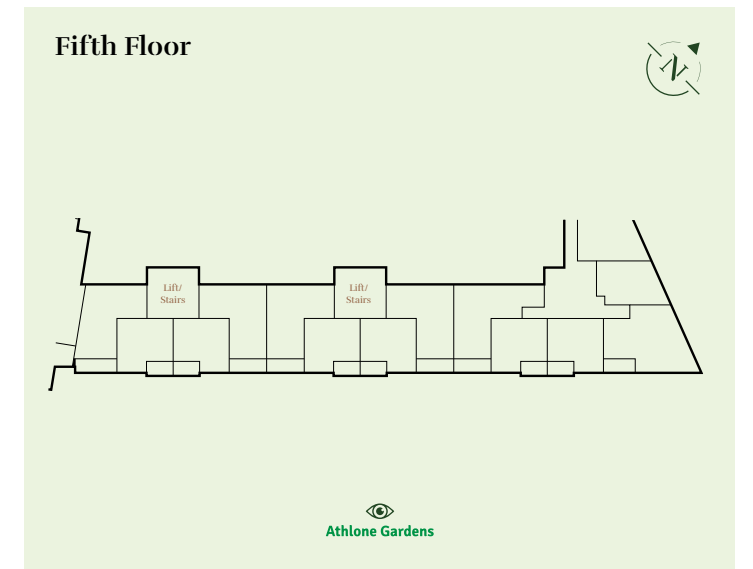 Fifth Floor
N
Lift/
Stairs
Lift/
Stairs
Athlone Gardens